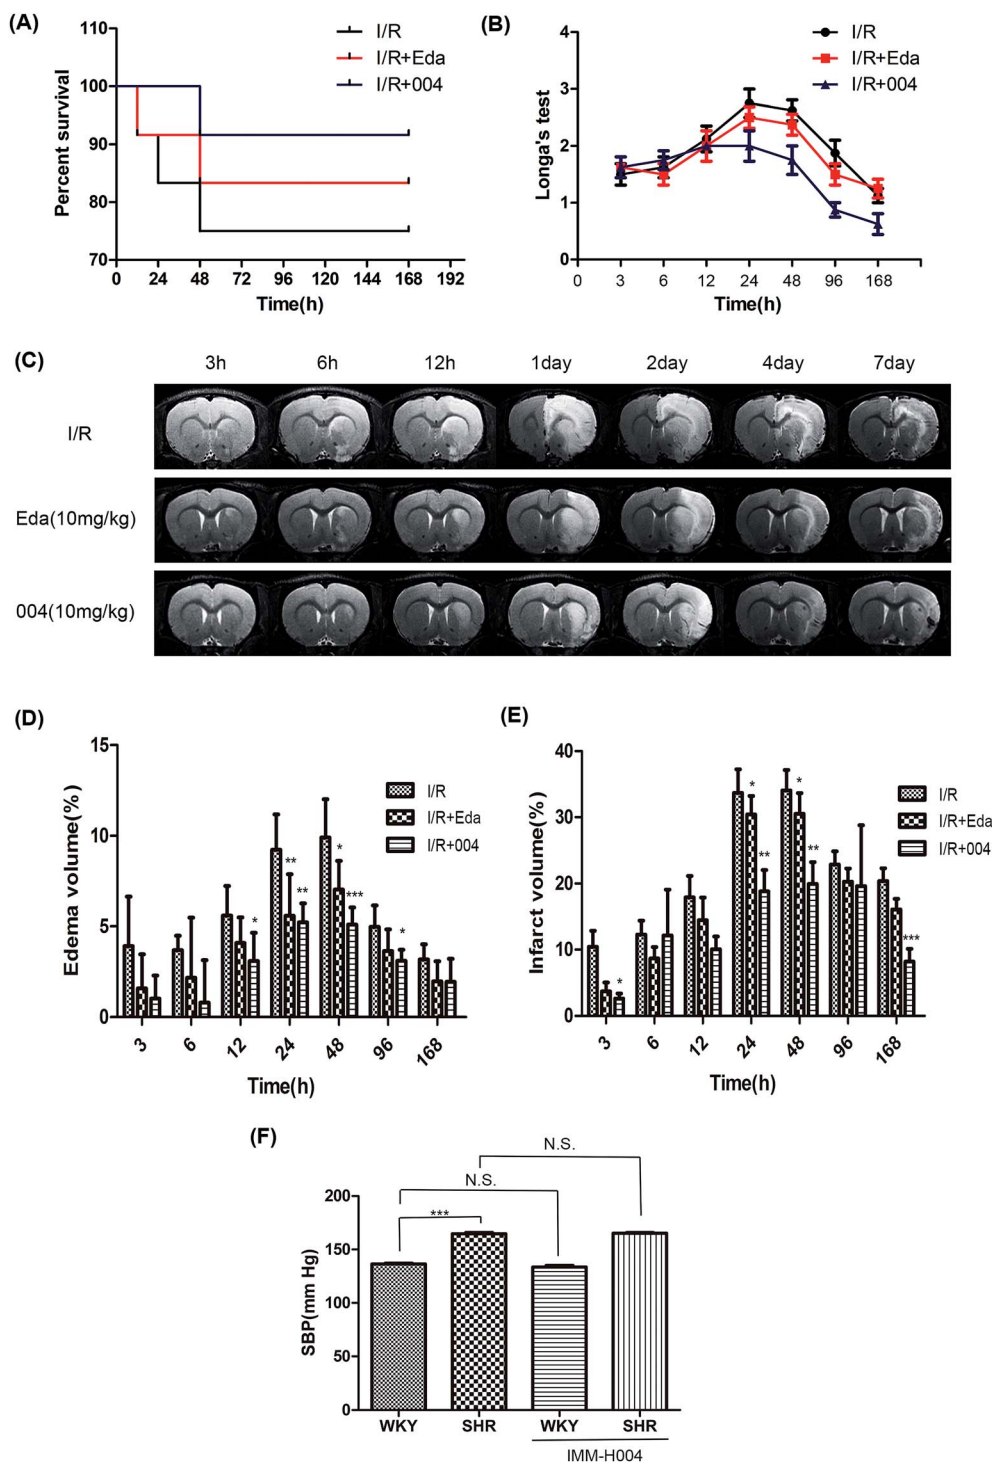 (A)
110
100
90
80
70
Percent survival
0 24 48 72 96 120 144 168 192
Time(h)
I/R
I/R+Eda
I/R+004
(B)
4
3
2
1
0
Longa's test
0 3 6 12 24 48 96 168
Time(h)
I/R
I/R+Eda
I/R+004
(C)
3h 6h 12h 1day 2day 4day 7day
I/R
Eda(10mg/kg)
004(10mg/kg)
(D)
15
10
5
0
Edema volume(%)
I/R
I/R+Eda
I/R+004
*
**
**
*
***
*
3 6 12 24 48 96 168
Time(h)
(E)
40
30
20
10
0
Infarct volume(%)
I/R
I/R+Eda
I/R+004
*
*
**
*
**
***
3 6 12 24 48 96 168
Time(h)
(F)
N.S.
N.S.
***
200
150
100
50
0
SBP(mm Hg)
WKY SHR WKY SHR
IMM-H004